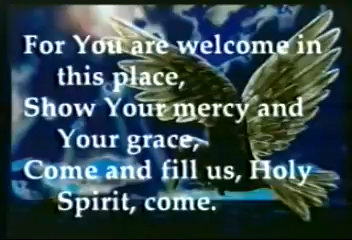 For You are welcome in
this place,
Show Your mercy and
Your grace,
Come and fill us, Holy
Spirit, come.